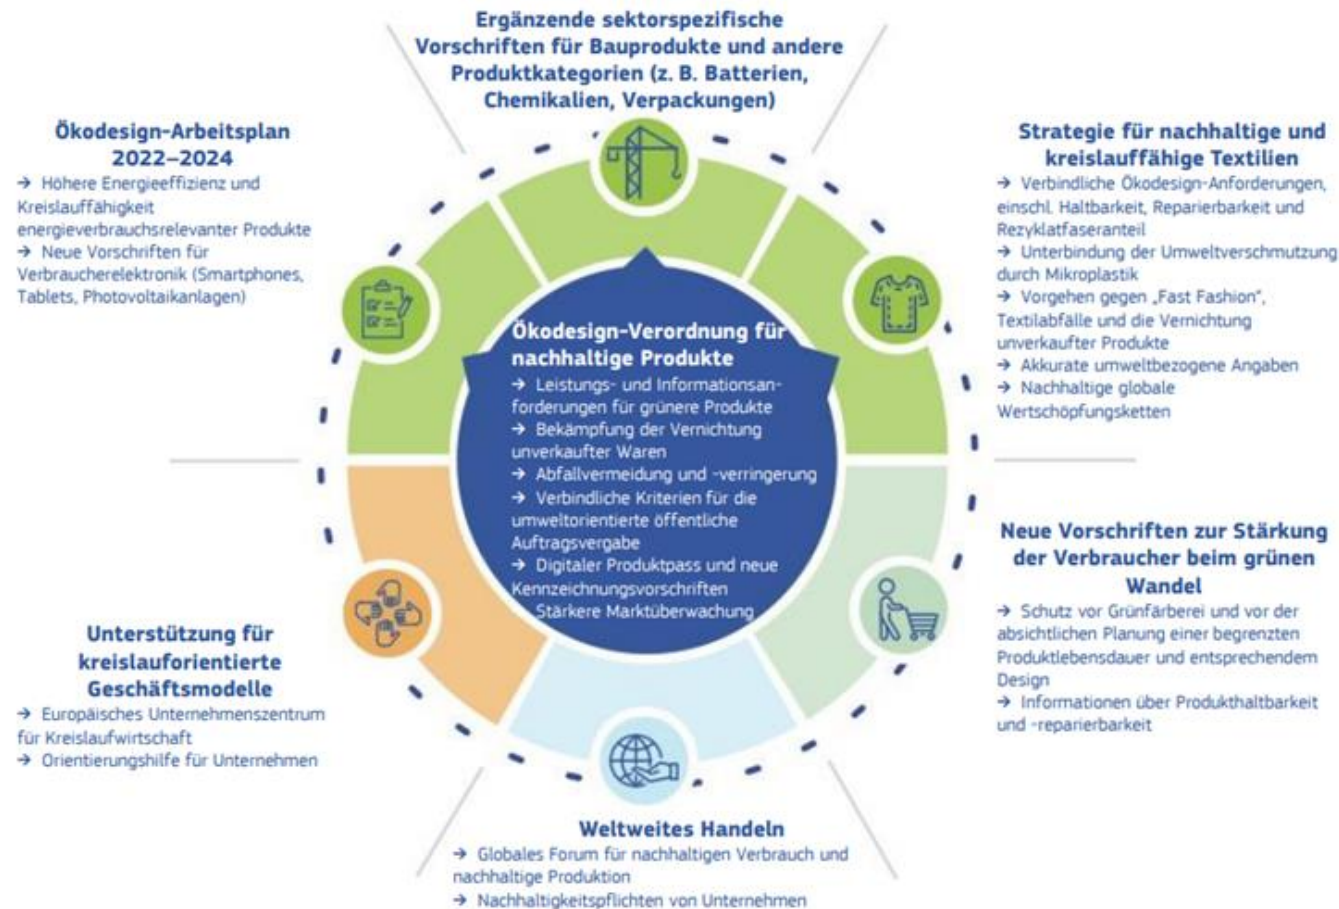 Ergänzende sektorspezifische
Vorschriften für Bauprodukte und andere
Produktkategorien (z. B. Batterien,
Chemikalien, Verpackungen)
Ökodesign-Arbeitsplan
2022–2024
→ Höhere Energieeffizienz und
Kreislauffähigkeit
energieverbrauchsrelevanter Produkte
→ Neue Vorschriften für
Verbraucherelektronik (Smartphones,
Tablets, Photovoltaikanlagen)
Strategie für nachhaltige und
kreislauffähige Textilien
→ Verbindliche Ökodesign-Anforderungen,
einschl. Haltbarkeit, Reparierbarkeit und
Rezyklatfaseranteil
→ Unterbindung der Umweltverschmutzung
durch Mikroplastik
→ Vorgehen gegen „Fast Fashion“,
Textilabfälle und die Vernichtung
unverkaufter Produkte
→ Akkurate umweltbezogene Angaben
→ Nachhaltige globale
Wertschöpfungsketten
Ökodesign-Verordnung für
nachhaltige Produkte
→ Leistungs- und Informationsan-
forderungen für grünere Produkte
→ Bekämpfung der Vernichtung
unverkaufter Waren
→ Abfallvermeidung und -verringerung
→ Verbindliche Kriterien für die
umweltorientierte öffentliche
Auftragsvergabe
→ Digitaler Produktpass und neue
Kennzeichnungsvorschriften
Stärkere Marktüberwachung
Neue Vorschriften zur Stärkung
der Verbraucher beim grünen
Wandel
→ Schutz vor Grünfärberei und vor der
absichtlichen Planung einer begrenzten
Produktlebensdauer und entsprechendem
Design
→ Informationen über Produkthaltbarkeit
und -reparierbarkeit
Unterstützung für
kreislauforientierte
Geschäftsmodelle
→ Europäisches Unternehmenszentrum
für Kreislaufwirtschaft
→ Orientierungshilfe für Unternehmen
Weltweites Handeln
→ Globales Forum für nachhaltigen Verbrauch und
nachhaltige Produktion
→ Nachhaltigkeitspflichten von Unternehmen